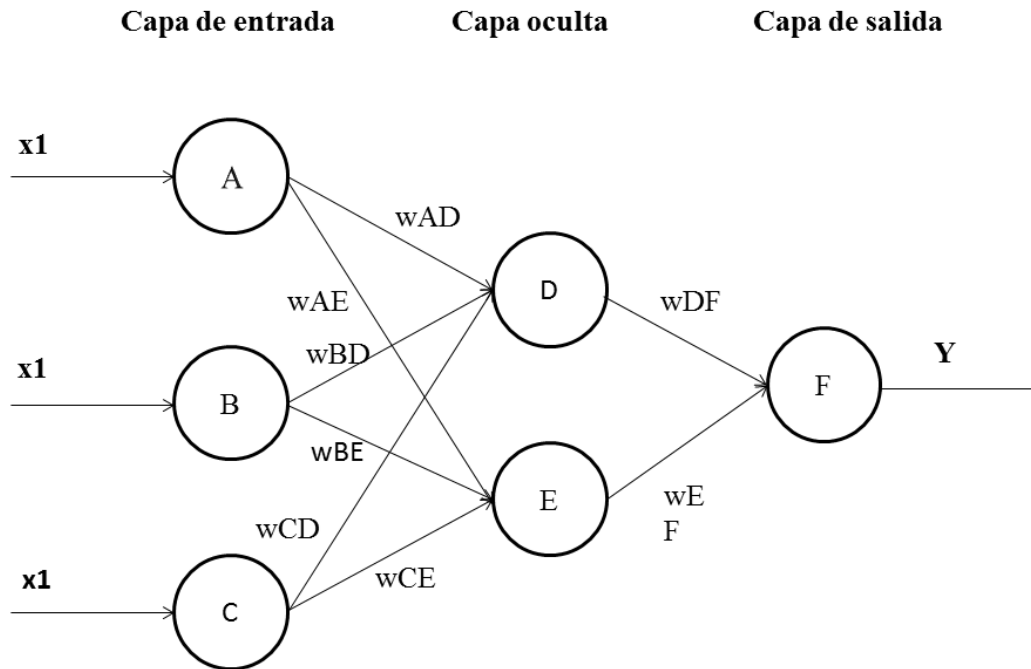 Capa de entrada
Capa oculta
Capa de salida
x1
A
wAD
D
wAE
wDF
wBD
x1
B
Y
F
wBE
E
wE
F
wCD
wCE
x1
C